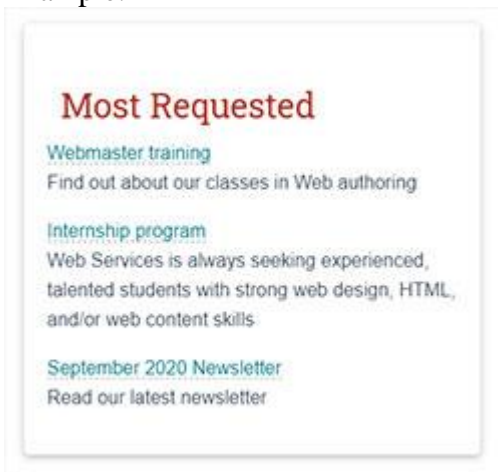 Most Requested
Webmaster training
Find out about our classes in Web authoring
Internship program
Web Services is always seeking experienced,
talented students with strong web design, HTML,
and/or web content skills
September 2020 Newsletter
Read our latest newsletter